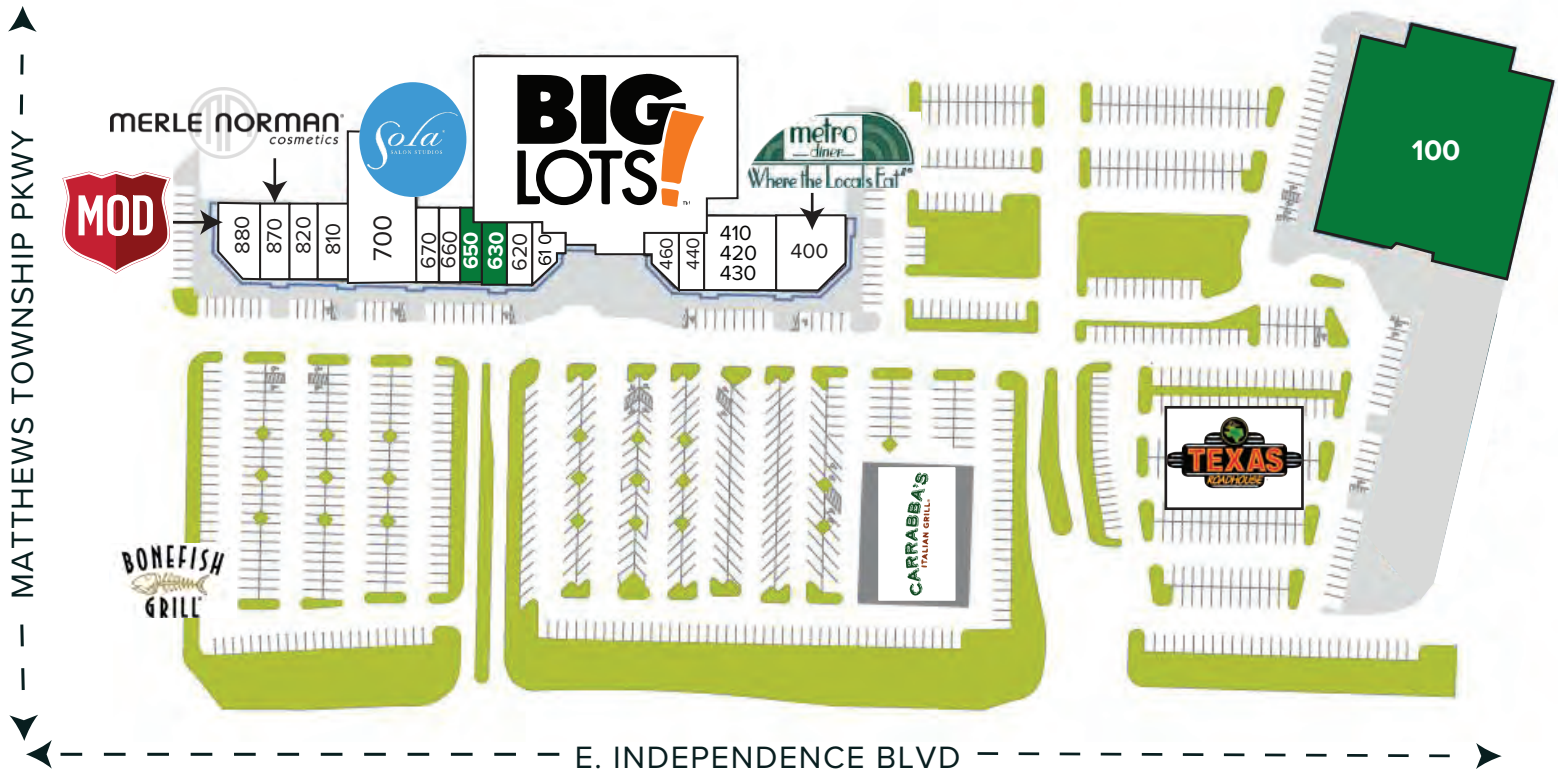 MATTHEWS TOWNSHIP PKWY
MERLE NORMAN
cosmetics
MOD
Sola
SALON STUDIOS
BIG
LOTS!
TM
metro
diner
Where the Locals Eat
100
880
870
820
810
700
670
660
650
630
620
610
460
440
410
420
430
400
BONEFISH
GRILL
CARRABBA'S
ITALIAN GRILL
TEXAS
ROADHOUSE
E. INDEPENDENCE BLVD